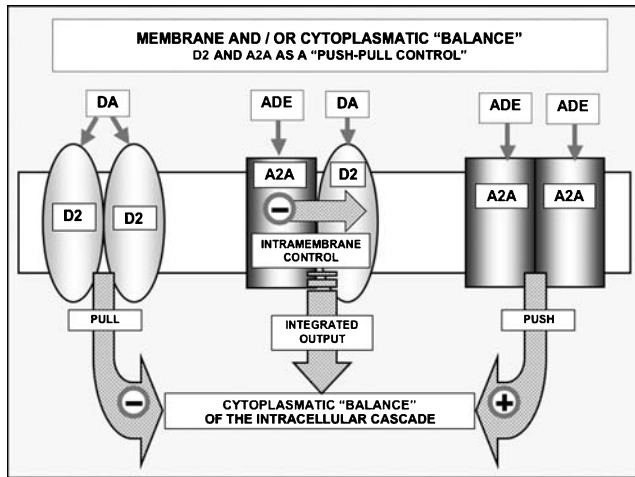 MEMBRANE AND / OR CYTOPLASMATIC “BALANCE”
D2 AND A2A AS A “PUSH-PULL CONTROL”
DA
ADE
DA
ADE
ADE
A2A
D2
D2
D2
A2A
A2A
−
INTRAMEMBRANE
CONTROL
PULL
INTEGRATED
OUTPUT
PUSH
−
+
CYTOPLASMATIC “BALANCE”
OF THE INTRACELLULAR CASCADE